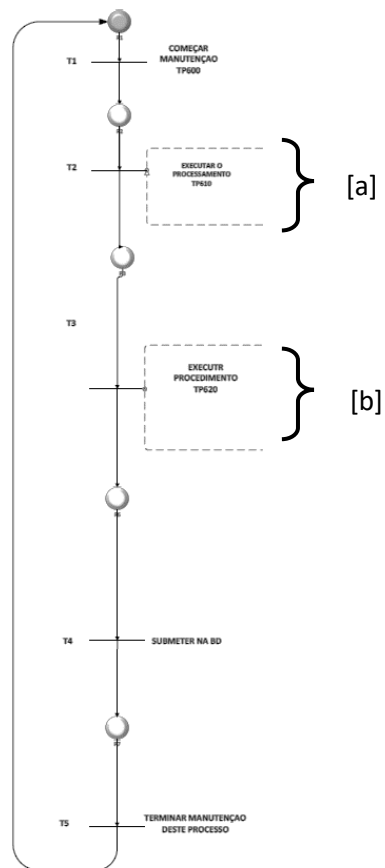 T1
COMEÇAR
MANUTENÇAO
TP600
T2
EXECUTAR O
PROCESSAMENTO
TP610
[a]
T3
EXECUTR
PROCEDIMENTO
TP620
[b]
T4
SUBMETER NA BD
T5
TERMINAR MANUTENÇAO
DESTE PROCESSO